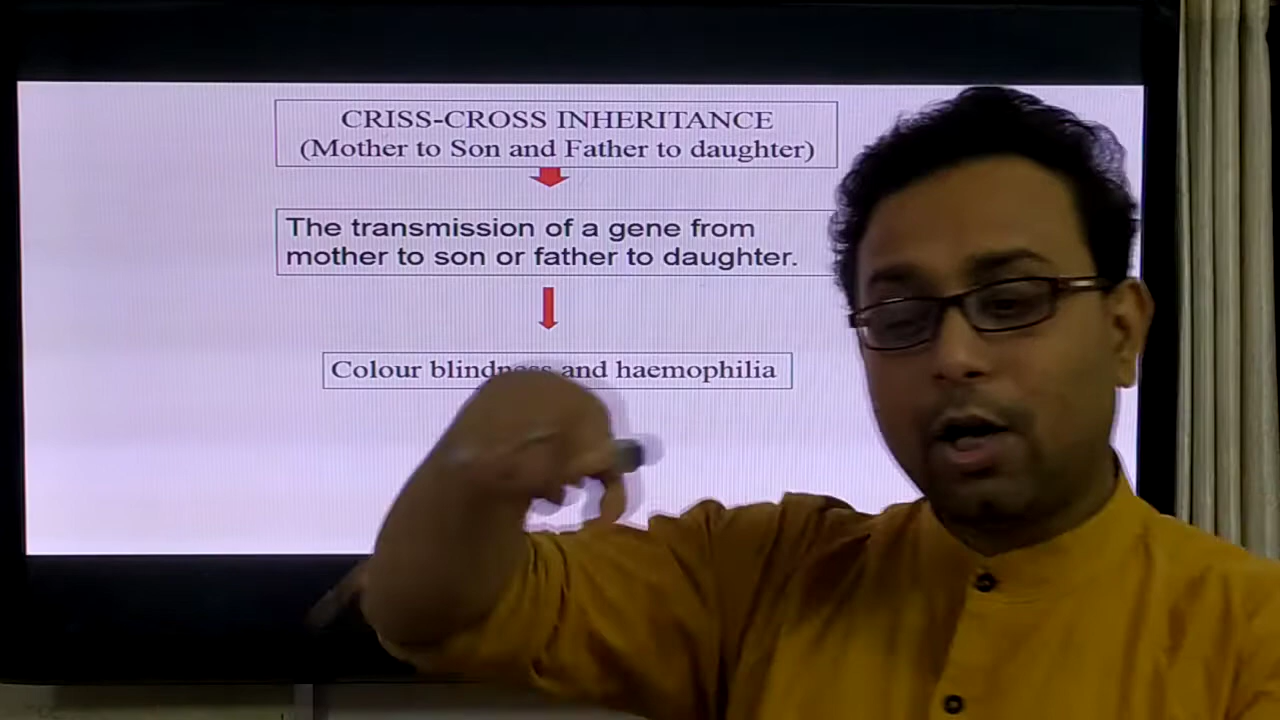 CRISS-CROSS INHERITANCE
(Mother to Son and Father to daughter)
The transmission of a gene from
mother to son or father to daughter.
Colour blindness and haemophilia